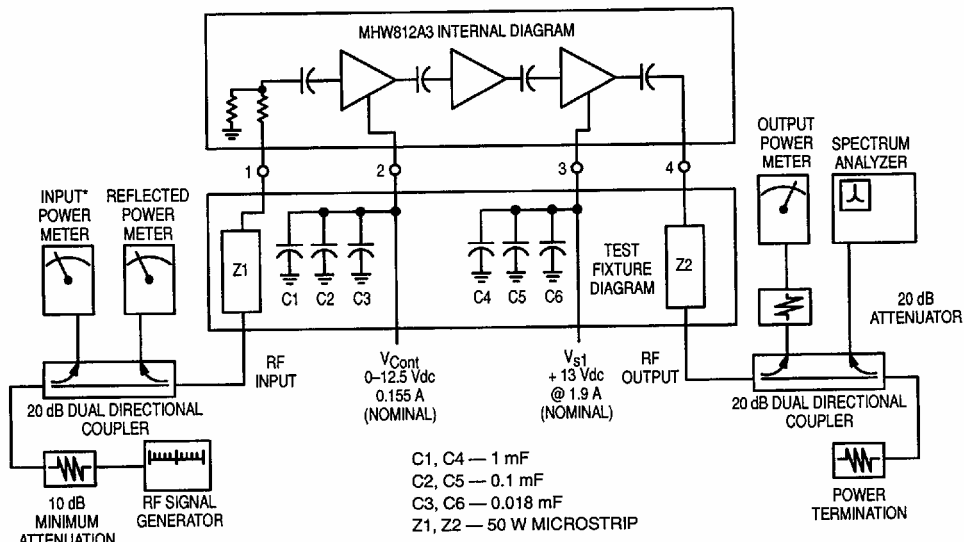 MHW812A3 INTERNAL DIAGRAM
1
2
3
4
INPUT*
POWER
METER
REFLECTED
POWER
METER
OUTPUT
POWER
METER
SPECTRUM
ANALYZER
Z1
C1
C2
C3
C4
C5
C6
TEST
FIXTURE
DIAGRAM
Z2
20 dB
ATTENUATOR
RF
INPUT
VCont
0–12.5 Vdc
0.155 A
(NOMINAL)
Vs1
+ 13 Vdc
@ 1.9 A
(NOMINAL)
RF
OUTPUT
20 dB DUAL DIRECTIONAL
COUPLER
20 dB DUAL DIRECTIONAL
COUPLER
10 dB
MINIMUM
ATTENUATION
RF SIGNAL
GENERATOR
C1, C4 — 1 mF
C2, C5 — 0.1 mF
C3, C6 — 0.018 mF
Z1, Z2 — 50 W MICROSTRIP
POWER
TERMINATION